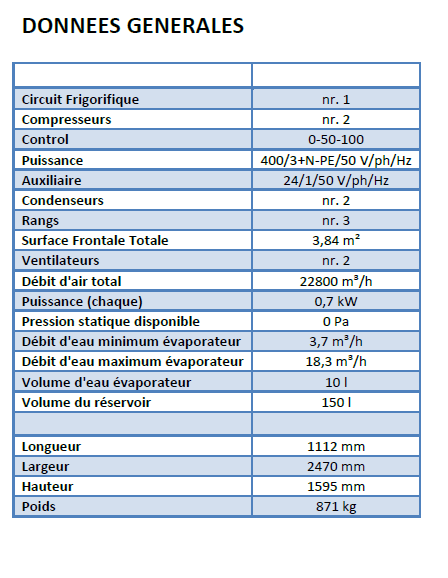 DONNEES GENERALES
Circuit Frigorifique nr. 1
Compresseurs nr. 2
Control 0-50-100
Puissance 400/3+N-PE/50 V/ph/Hz
Auxiliaire 24/1/50 V/ph/Hz
Condenseurs nr. 2
Rangs nr. 3
Surface Frontale Totale 3,84 m²
Ventilateurs nr. 2
Débit d'air total 22800 m³/h
Puissance (chaque) 0,7 kW
Pression statique disponible 0 Pa
Débit d'eau minimum évaporateur 3,7 m³/h
Débit d'eau maximum évaporateur 18,3 m³/h
Volume d'eau évaporateur 10 l
Volume du réservoir 150 l
Longueur 1112 mm
Largeur 2470 mm
Hauteur 1595 mm
Poids 871 kg